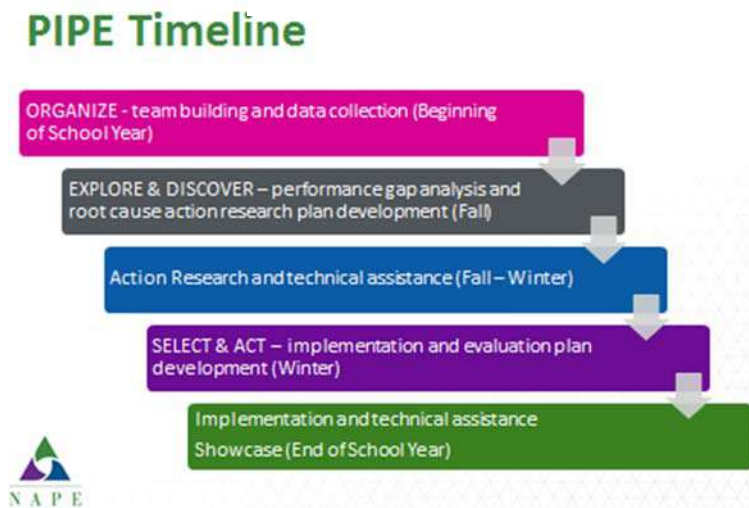 PIPE Timeline
ORGANIZE - team building and data collection (Beginning
of School Year)
EXPLORE & DISCOVER – performance gap analysis and
root cause action research plan development (Fall)
Action Research and technical assistance (Fall – Winter)
SELECT & ACT – implementation and evaluation plan
development (Winter)
Implementation and technical assistance
Showcase (End of School Year)
NAPE